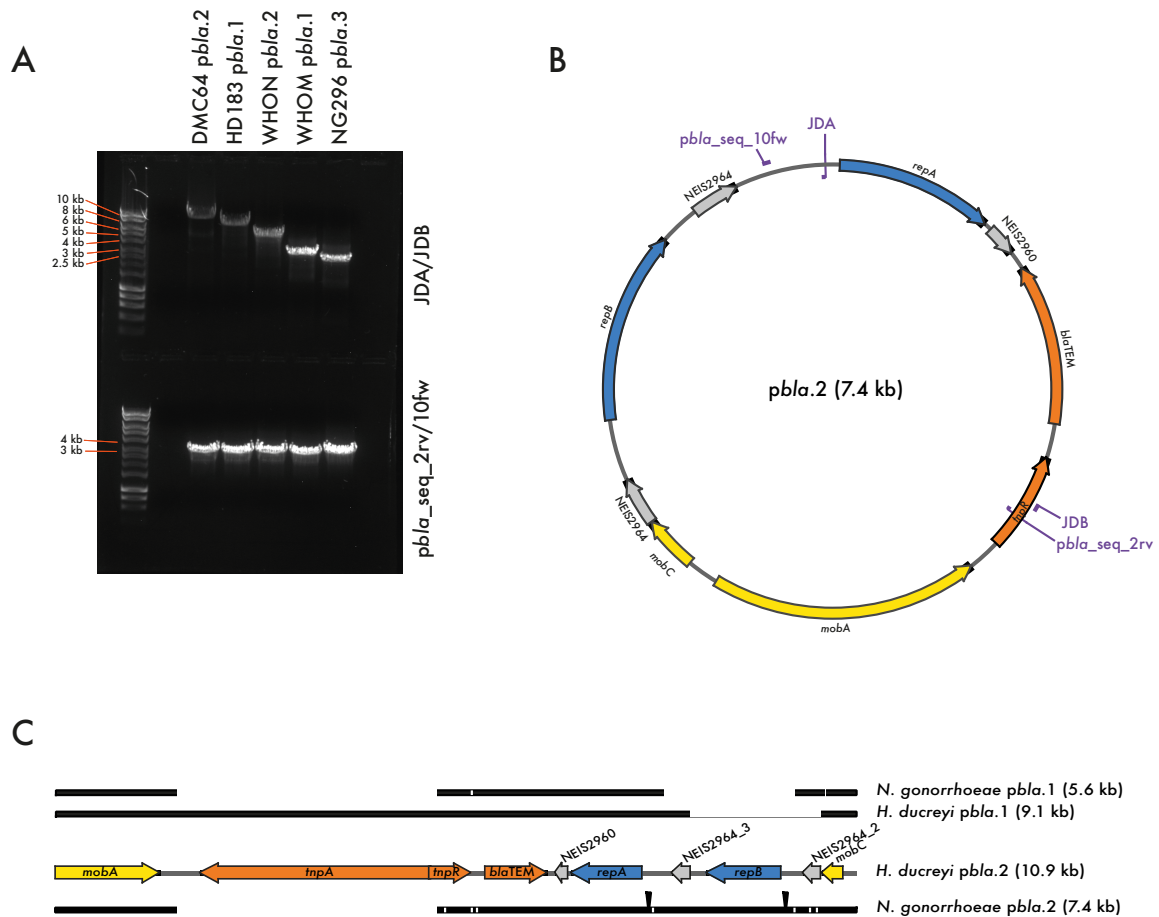 A
DMC64 pbla.2
HD183 pbla.1
WHON pbla.2
WHOM pbla.1
NG296 pbla.3
10 kb
8 kb
6 kb
5 kb
4 kb
3 kb
2.5 kb
JDA/JDB
4 kb
3 kb
pbla_seq_2rv/10fw
B
JDA
pbla_seq_10fw
repA
NEIS2964
NEIS2960
repB
blaTEM
pbla.2 (7.4 kb)
tnpR
JDB
pbla_seq_2rv
NEIS2964
mobC
mobA
C
N. gonorrhoeae pbla.1 (5.6 kb)
H. ducreyi pbla.1 (9.1 kb)
NEIS2960
NEIS2964_3
NEIS2964_2
mobC
mobA
tnpA
tnpR
blaTEM
repA
repB
H. ducreyi pbla.2 (10.9 kb)
N. gonorrhoeae pbla.2 (7.4 kb)